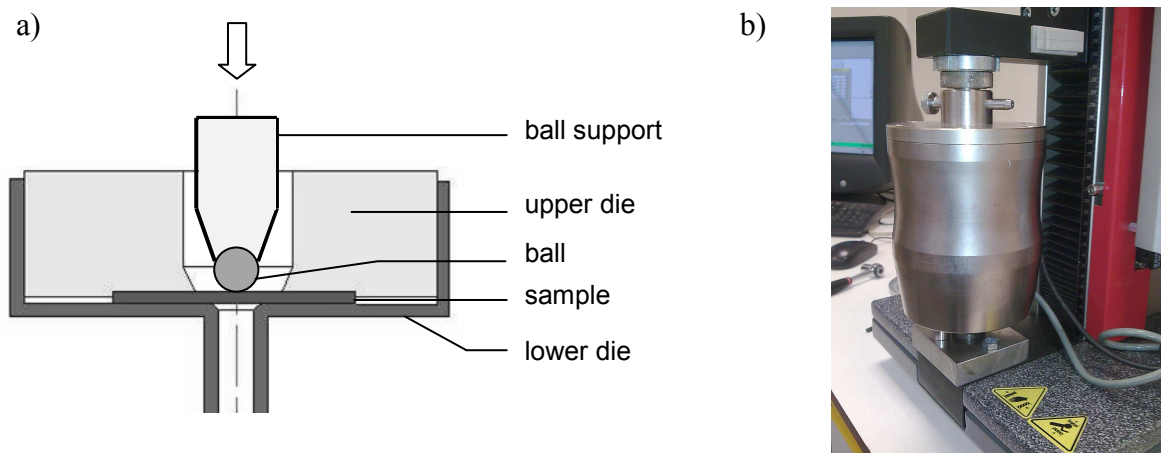 a)
b)
ball support
upper die
ball
sample
lower die